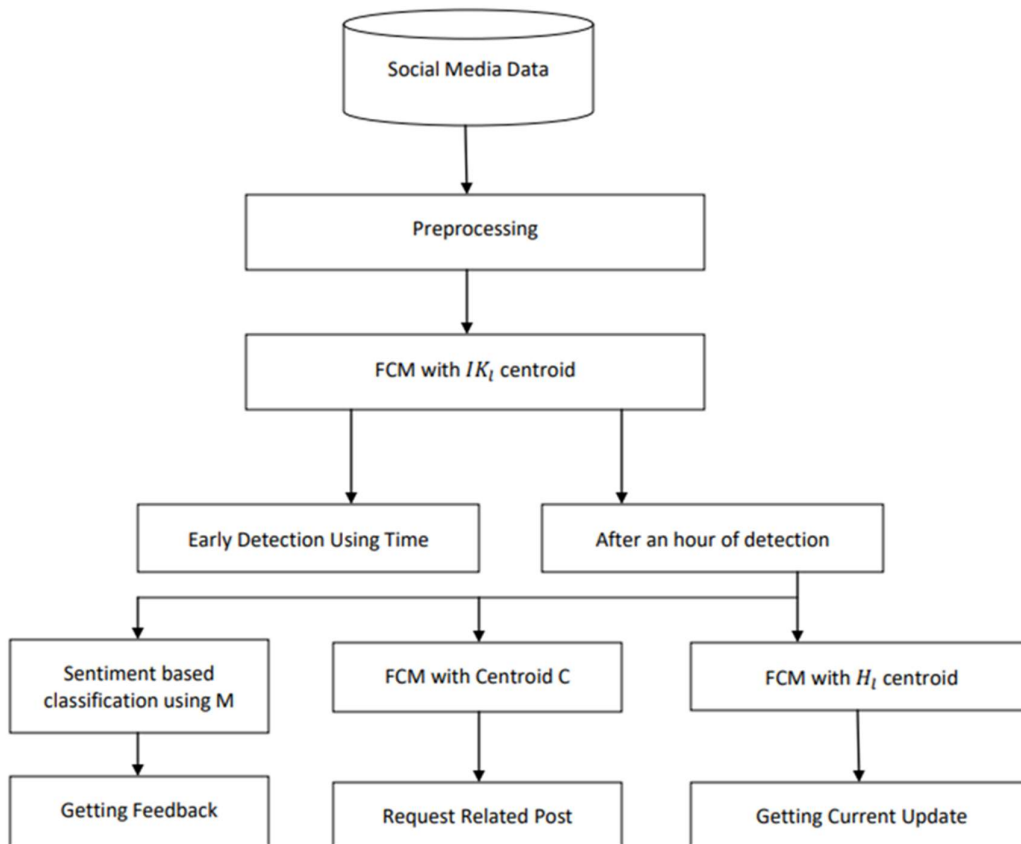 Social Media Data
Preprocessing
FCM with IK_l centroid
Early Detection Using Time
After an hour of detection
Sentiment based
classification using M
FCM with Centroid C
FCM with H_l centroid
Getting Feedback
Request Related Post
Getting Current Update